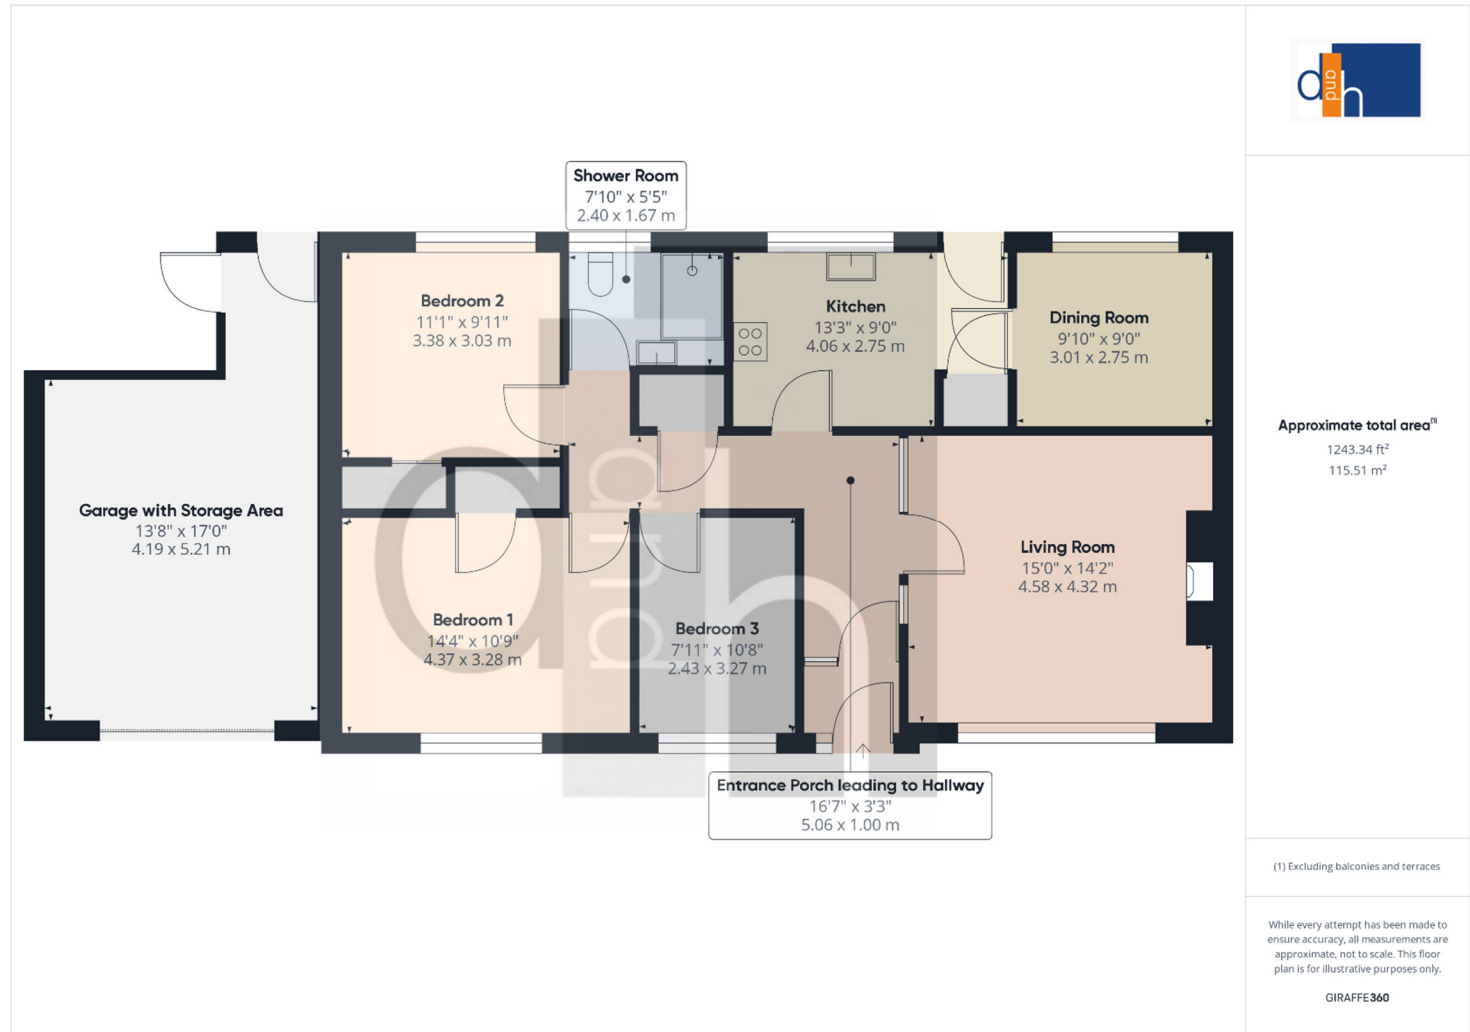 d and h
Shower Room
7'10" x 5'5"
2.40 x 1.67 m
Bedroom 2
11'1" x 9'11"
3.38 x 3.03 m
Kitchen
13'3" x 9'0"
4.06 x 2.75 m
Dining Room
9'10" x 9'0"
3.01 x 2.75 m
Garage with Storage Area
13'8" x 17'0"
4.19 x 5.21 m
Living Room
15'0" x 14'2"
4.58 x 4.32 m
Bedroom 1
14'4" x 10'9"
4.37 x 3.28 m
Bedroom 3
7'11" x 10'8"
2.43 x 3.27 m
d and h
Entrance Porch leading to Hallway
16'7" x 3'3"
5.06 x 1.00 m
Approximate total area⁽¹⁾
1243.34 ft²
115.51 m²
(1) Excluding balconies and terraces
While every attempt has been made to
ensure accuracy, all measurements are
approximate, not to scale. This floor
plan is for illustrative purposes only.
GIRAFFE360